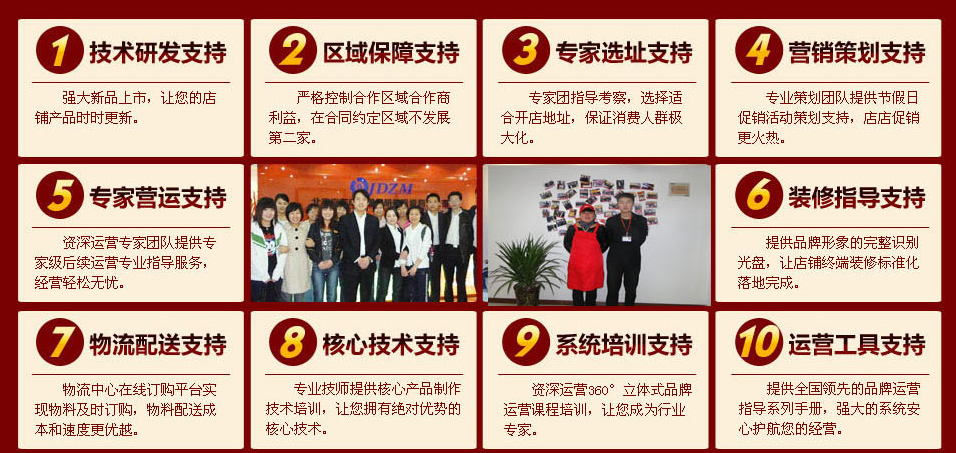 1 技术研发支持
强大新品上市，让您的店
铺产品时时更新。
2 区域保障支持
严格控制合作区域合作商
利益，在合同约定区域不发展
第二家。
3 专家选址支持
专家团指导考察，选择适
合开店地址，保证消费人群极
大化。
4 营销策划支持
专业策划团队提供节假日
促销活动策划支持，店店促销
更火热。
5 专家营运支持
资深运营专家团队提供专
家级后续运营专业指导服务，
经营轻松无忧。
JDZM
6 装修指导支持
提供品牌形象的完整识别
光盘，让店铺终端装修标准化
落地完成。
7 物流配送支持
物流中心在线订购平台实
现物料及时订购，物料配送成
本和速度更优越。
8 核心技术支持
专业技师提供核心产品制作
技术培训，让您拥有绝对优势的
核心技术。
9 系统培训支持
资深运营360°立体式品牌
运营课程培训，让您成为行业
专家。
10 运营工具支持
提供全国领先的品牌运营
指导系列手册，强大的系统安
心护航您的经营。